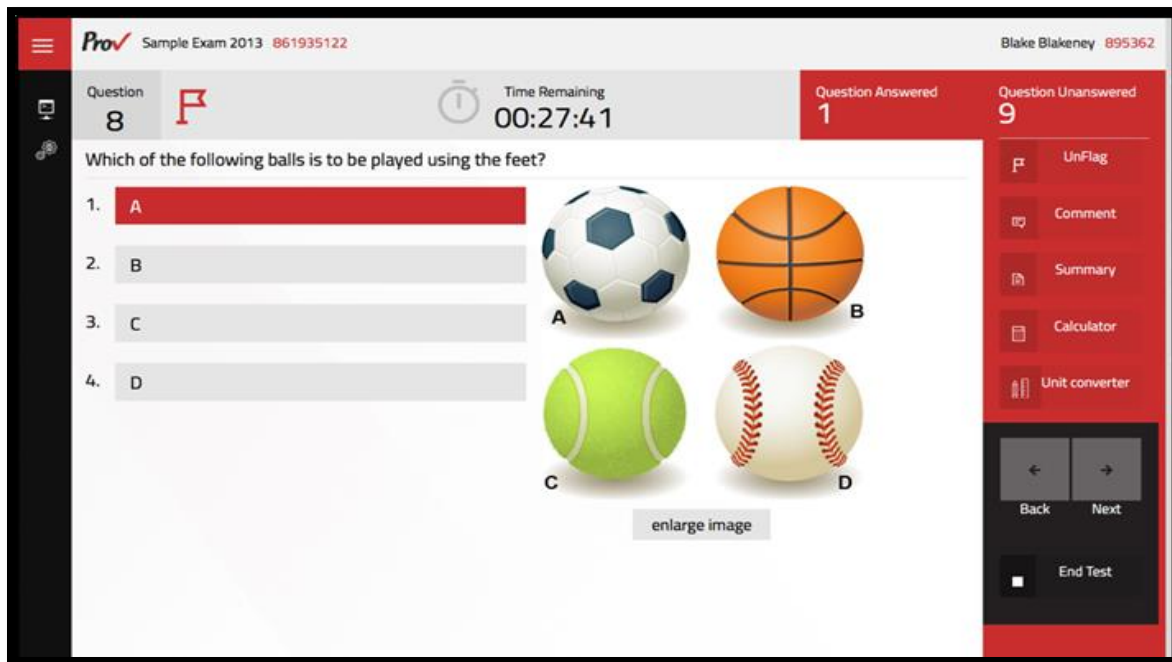 Prov Sample Exam 2013 861935122
Blake Blakeney 895362
Question
8
Time Remaining
00:27:41
Question Answered
1
Question Unanswered
9
Which of the following balls is to be played using the feet?
1. A
2. B
3. C
4. D
A
B
C
D
enlarge image
UnFlag
Comment
Summary
Calculator
Unit converter
Back
Next
End Test